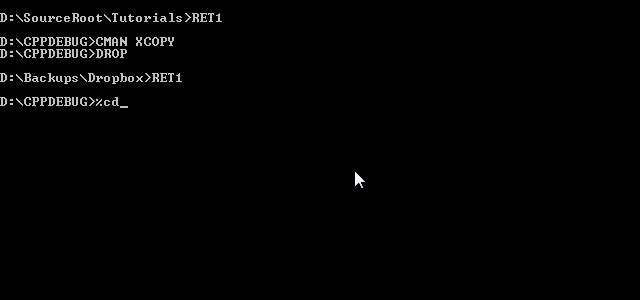 D:\SourceRoot\Tutorials>RET1
D:\CPPDEBUG>CMAN XCOPY
D:\CPPDEBUG>DROP
D:\Backups\Dropbox>RET1
D:\CPPDEBUG>%cd_